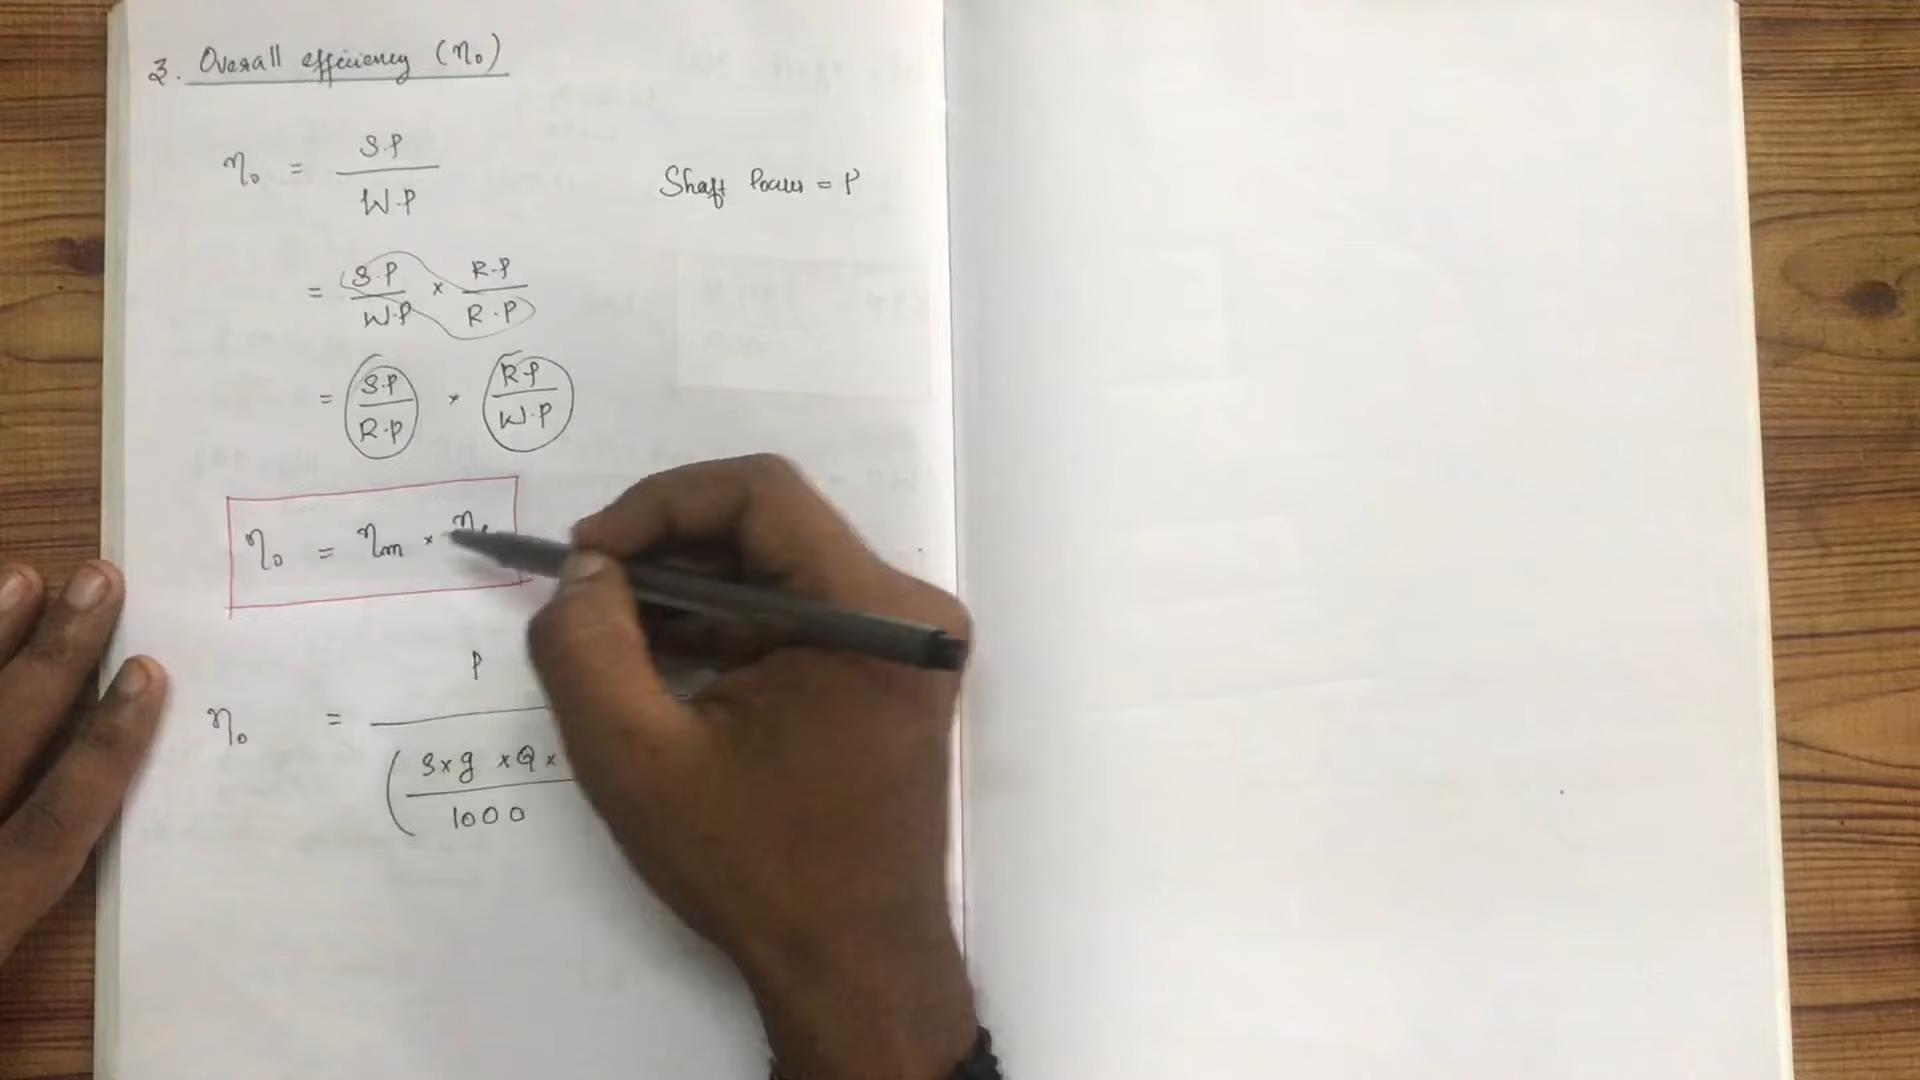 3. Overall efficiency (η₀)
η₀ = S.P / W.P
Shaft Power = P
= S.P / W.P × R.P / R.P
= S.P / R.P × R.P / W.P
η₀ = ηm × η
η₀ = P / ( ρ × g × Q × / 1000